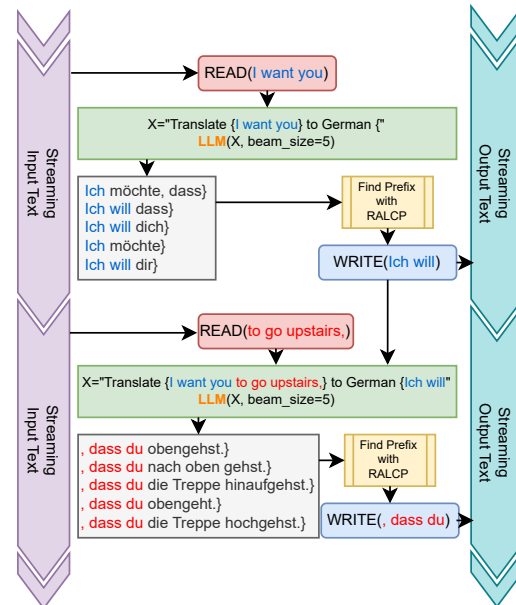 Streaming
Input Text
READ(I want you)
X="Translate {I want you} to German {"
LLM(X, beam_size=5)
Ich möchte, dass}
Ich will dass}
Ich will dich}
Ich möchte}
Ich will dir}
Find Prefix
with
RALCP
WRITE(Ich will)
Streaming
Output Text
Streaming
Input Text
READ(to go upstairs,)
X="Translate {I want you to go upstairs,} to German {Ich will"
LLM(X, beam_size=5)
, dass du obengehst.}
, dass du nach oben gehst.}
, dass du die Treppe hinaufgehst.}
, dass du obengeht.}
, dass du die Treppe hochgehst.}
Find Prefix
with
RALCP
WRITE(, dass du)
Streaming
Output Text